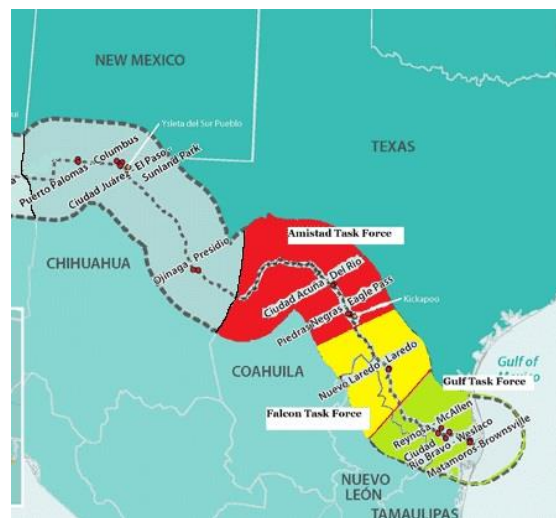 NEW MEXICO
Ysleta del Sur Pueblo
TEXAS
Puerto Palomas - Columbus
Ciudad Juárez - El Paso -
Sunland Park
CHIHUAHUA
Ojinaga - Presidio
Amistad Task Force
Ciudad Acuña - Del Rio
Piedras Negras - Eagle Pass
Kickapoo
COAHUILA
Nuevo Laredo - Laredo
Gulf of
Gulf Task Force
Falcon Task Force
Reynosa - McAllen
Ciudad
Rio Bravo - Weslaco
Matamoros-Brownsville
NUEVO
LEÓN
TAMAULIPAS